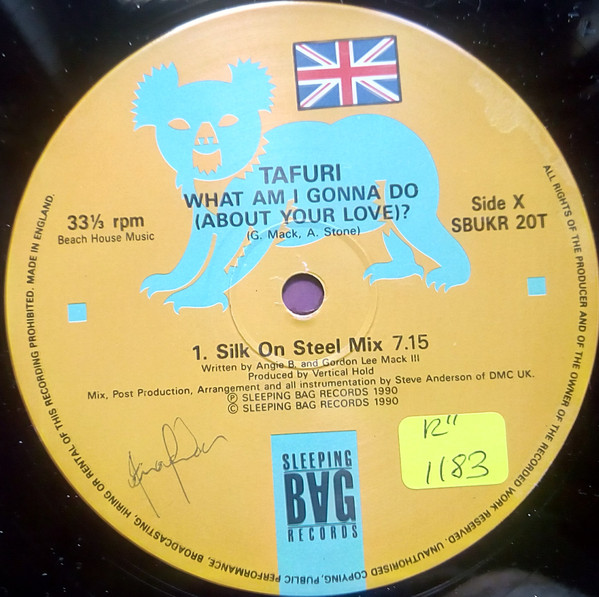 TAFURI
WHAT AM I GONNA DO
(ABOUT YOUR LOVE)?
(G. Mack, A. Stone)
33⅓ rpm
Beach House Music
Side X
SBUKR 20T
1. Silk On Steel Mix 7.15
Written by Angie B. and Gordon Lee Mack III
Produced by Vertical Hold
Mix, Post Production, Arrangement and all instrumentation by Steve Anderson of DMC UK.
℗ SLEEPING BAG RECORDS 1990
© SLEEPING BAG RECORDS 1990
SLEEPING
BAG
RECORDS
12"
1183
ALL RIGHTS OF THE PRODUCER AND OF THE OWNER OF THE RECORDED WORK RESERVED. UNAUTHORISED COPYING, PUBLIC PERFORMANCE, BROADCASTING, HIRING OR RENTAL OF THIS RECORDING PROHIBITED. MADE IN ENGLAND.